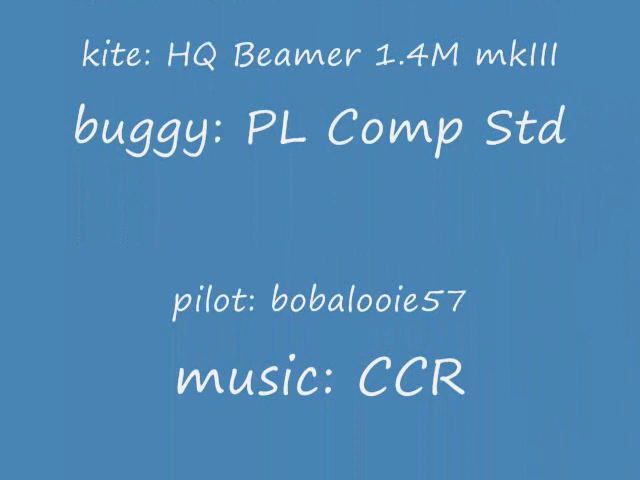 kite: HQ Beamer 1.4M mkIII
buggy: PL Comp Std
pilot: bobalooie57
music: CCR